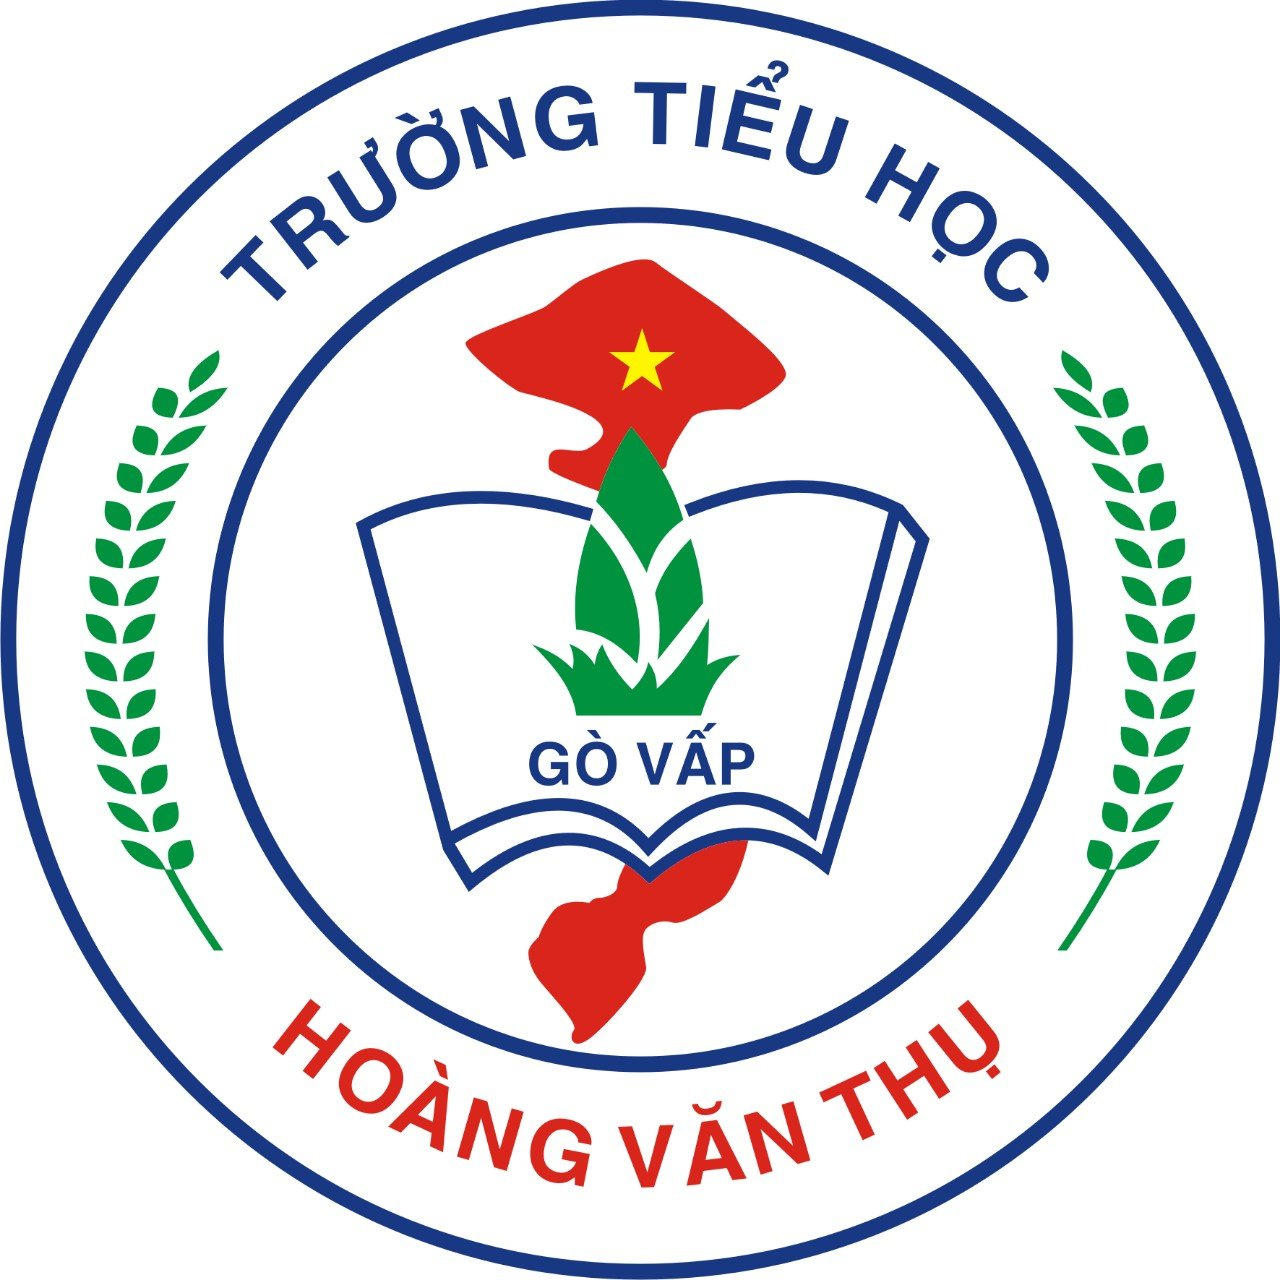 TRƯỜNG TIỂU HỌC
GÒ VẤP
HOÀNG VĂN THỤ